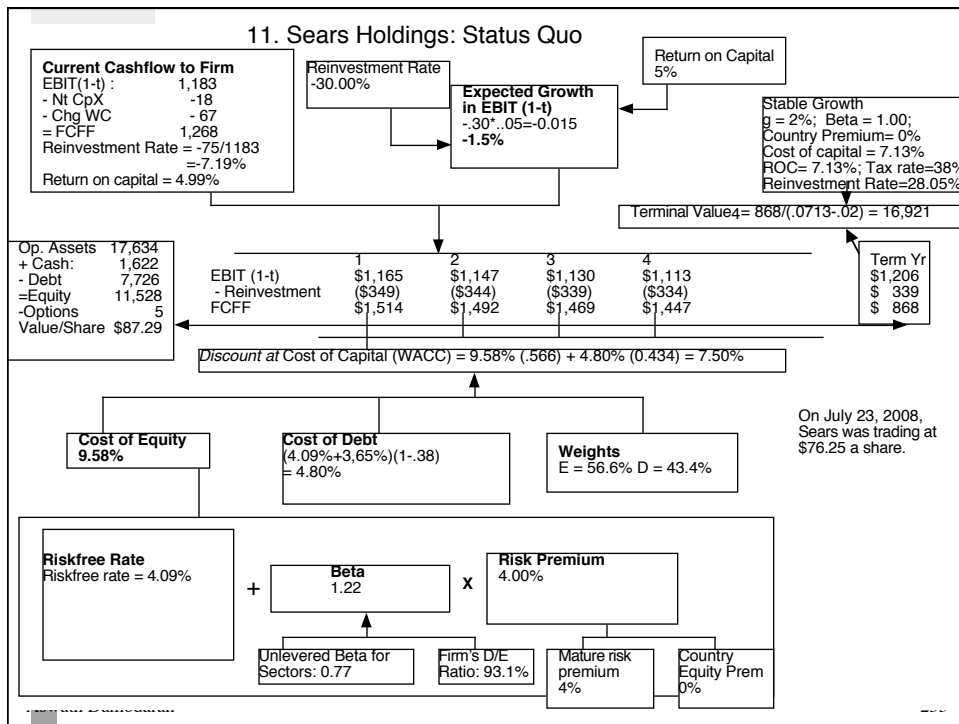 11. Sears Holdings: Status Quo
Current Cashflow to Firm
EBIT(1-t) : 1,183
- Nt CpX -18
- Chg WC - 67
= FCFF 1,268
Reinvestment Rate = -75/1183
=-7.19%
Return on capital = 4.99%
Reinvestment Rate
-30.00%
Expected Growth
in EBIT (1-t)
-.30*..05=-0.015
-1.5%
Return on Capital
5%
Stable Growth
g = 2%; Beta = 1.00;
Country Premium= 0%
Cost of capital = 7.13%
ROC= 7.13%; Tax rate=38%
Reinvestment Rate=28.05%
Terminal Value4= 868/(.0713-.02) = 16,921
Op. Assets 17,634
+ Cash: 1,622
- Debt 7,726
=Equity 11,528
-Options 5
Value/Share $87.29
1 2 3 4
EBIT (1-t) $1,165 $1,147 $1,130 $1,113
- Reinvestment ($349) ($344) ($339) ($334)
FCFF $1,514 $1,492 $1,469 $1,447
Term Yr
$1,206
$ 339
$ 868
Discount at Cost of Capital (WACC) = 9.58% (.566) + 4.80% (0.434) = 7.50%
Cost of Equity
9.58%
Cost of Debt
(4.09%+3,65%)(1-.38)
= 4.80%
Weights
E = 56.6% D = 43.4%
On July 23, 2008,
Sears was trading at
$76.25 a share.
Riskfree Rate
Riskfree rate = 4.09%
+
Beta
1.22
X
Risk Premium
4.00%
Unlevered Beta for
Sectors: 0.77
Firm's D/E
Ratio: 93.1%
Mature risk
premium
4%
Country
Equity Prem
0%